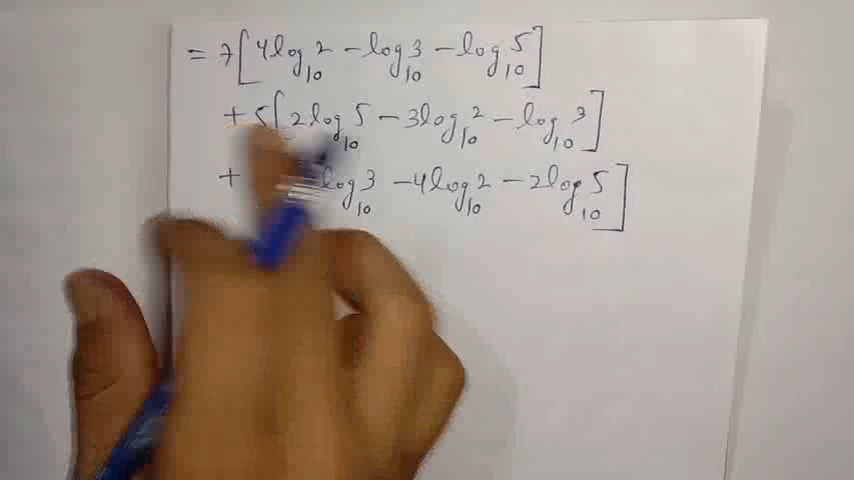 = 7[4log₁₀2 - log₁₀3 - log₁₀5]
+ 5[2log₁₀5 - 3log₁₀2 - log₁₀3]
+ log₁₀3 - 4log₁₀2 - 2log₁₀5]